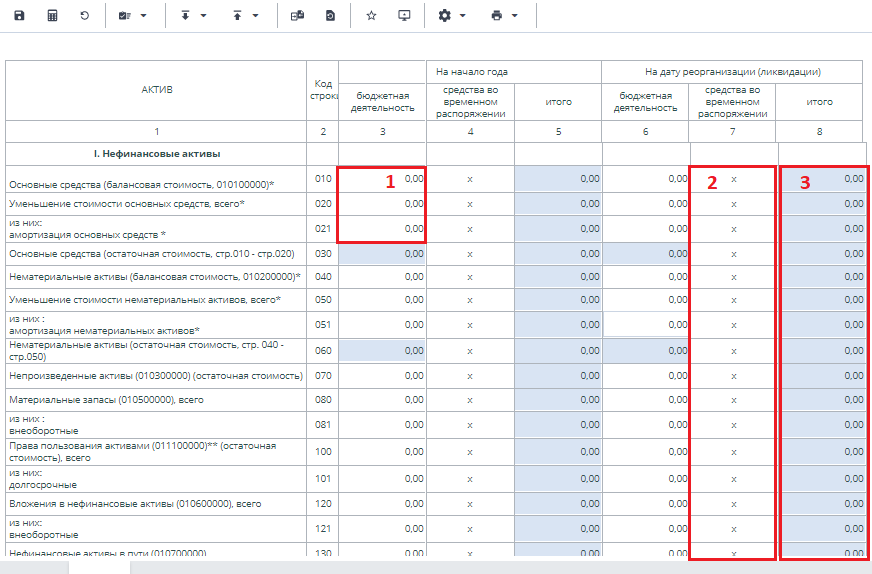 На начало года На дату реорганизации (ликвидации)
АКТИВ Код строки бюджетная деятельность средства во временном распоряжении итого бюджетная деятельность средства во временном распоряжении итого
1 2 3 4 5 6 7 8
I. Нефинансовые активы
Основные средства (балансовая стоимость, 010100000)* 010 1 0,00 x 0,00 0,00 2 x 3 0,00
Уменьшение стоимости основных средств, всего* 020 0,00 x 0,00 0,00 x 0,00
из них:
амортизация основных средств * 021 0,00 x 0,00 0,00 x 0,00
Основные средства (остаточная стоимость, стр.010 - стр.020) 030 0,00 x 0,00 0,00 x 0,00
Нематериальные активы (балансовая стоимость, 010200000)* 040 0,00 x 0,00 0,00 x 0,00
Уменьшение стоимости нематериальных активов, всего* 050 0,00 x 0,00 0,00 x 0,00
из них :
амортизация нематериальных активов* 051 0,00 x 0,00 0,00 x 0,00
Нематериальные активы (остаточная стоимость, стр. 040 -
стр.050) 060 0,00 x 0,00 0,00 x 0,00
Непроизведенные активы (010300000) (остаточная стоимость) 070 0,00 x 0,00 0,00 x 0,00
Материальные запасы (010500000), всего 080 0,00 x 0,00 0,00 x 0,00
из них :
внеоборотные 081 0,00 x 0,00 0,00 x 0,00
Права пользования активами (011100000)** (остаточная
стоимость), всего 100 0,00 x 0,00 0,00 x 0,00
из них:
долгосрочные 101 0,00 x 0,00 0,00 x 0,00
Вложения в нефинансовые активы (010600000), всего 120 0,00 x 0,00 0,00 x 0,00
из них:
внеоборотные 121 0,00 x 0,00 0,00 x 0,00
Нефинансовые активы в пути (010700000) 130 0,00 x 0,00 0,00 x 0,00